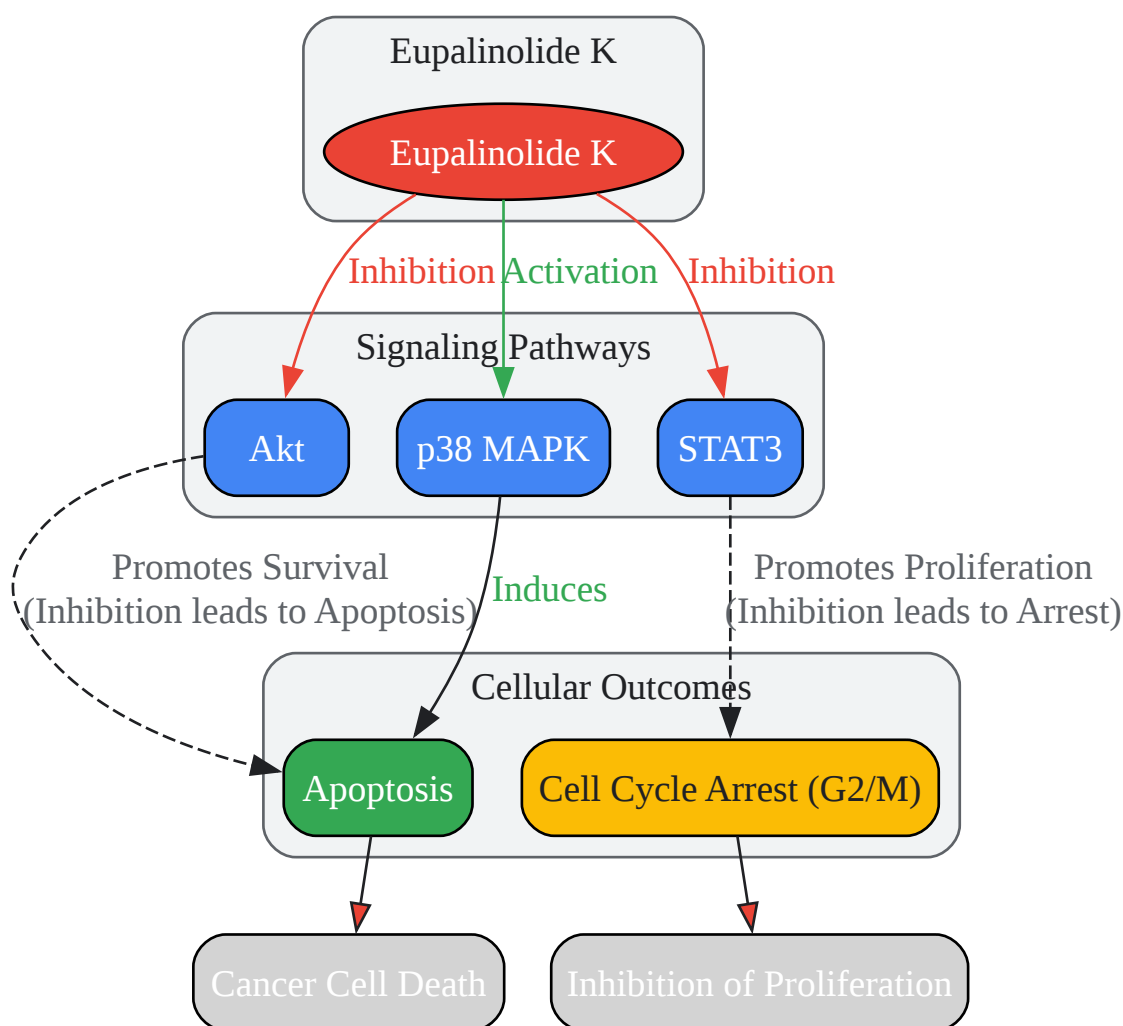 Eupalinolide K
Eupalinolide K
Inhibition
Activation
Inhibition
Signaling Pathways
Akt
p38 MAPK
STAT3
Promotes Survival
(Inhibition leads to Apoptosis)
Induces
Promotes Proliferation
(Inhibition leads to Arrest)
Cellular Outcomes
Apoptosis
Cell Cycle Arrest (G2/M)
Cancer Cell Death
Inhibition of Proliferation